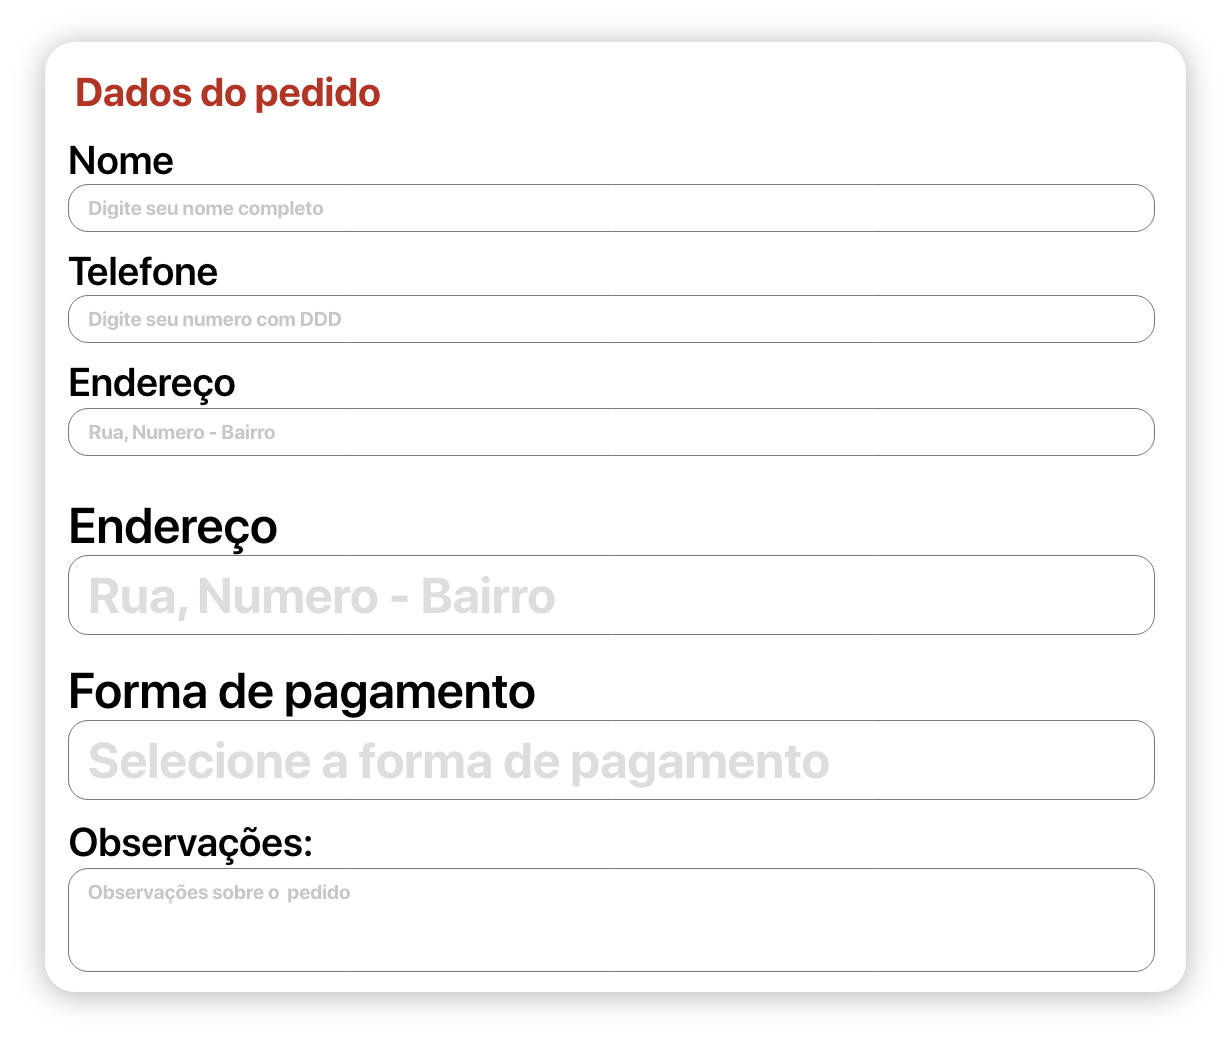 Dados do pedido
Nome
Digite seu nome completo
Telefone
Digite seu numero com DDD
Endereço
Rua, Numero - Bairro
Endereço
Rua, Numero - Bairro
Forma de pagamento
Selecione a forma de pagamento
Observações:
Observações sobre o  pedido